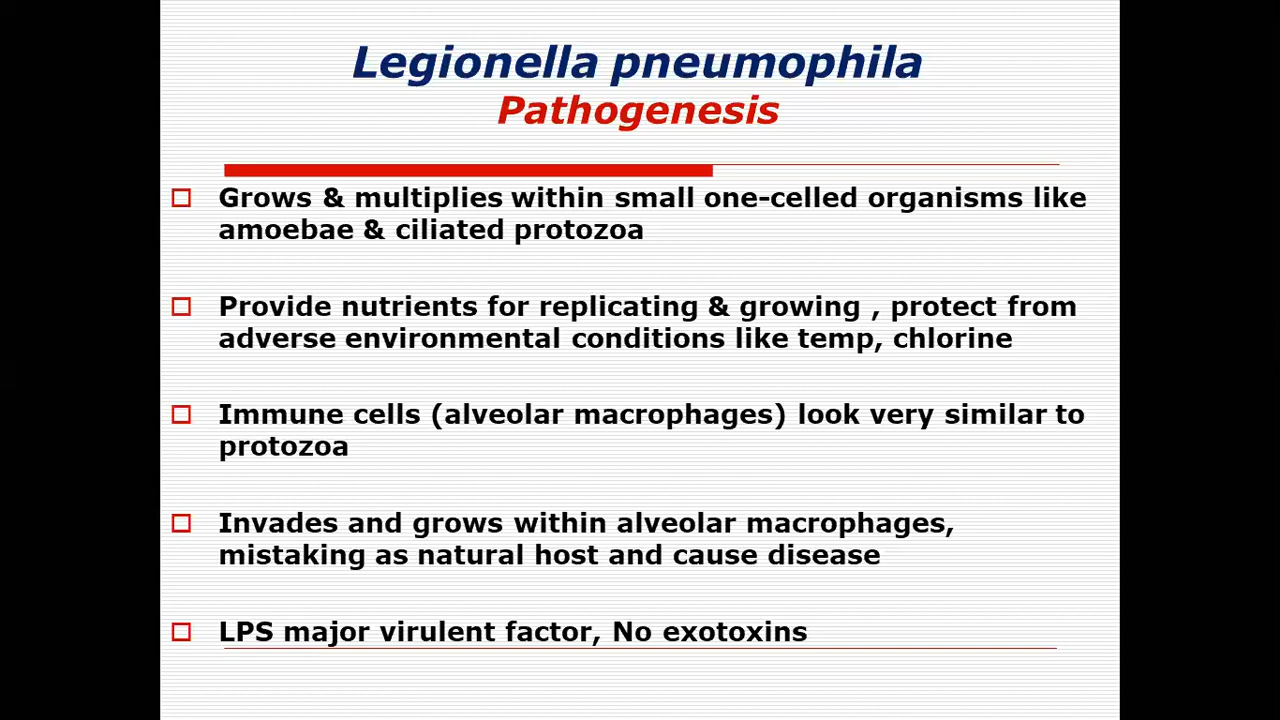 Legionella pneumophila
Pathogenesis
Grows & multiplies within small one-celled organisms like
amoebae & ciliated protozoa
Provide nutrients for replicating & growing , protect from
adverse environmental conditions like temp, chlorine
Immune cells (alveolar macrophages) look very similar to
protozoa
Invades and grows within alveolar macrophages,
mistaking as natural host and cause disease
LPS major virulent factor, No exotoxins